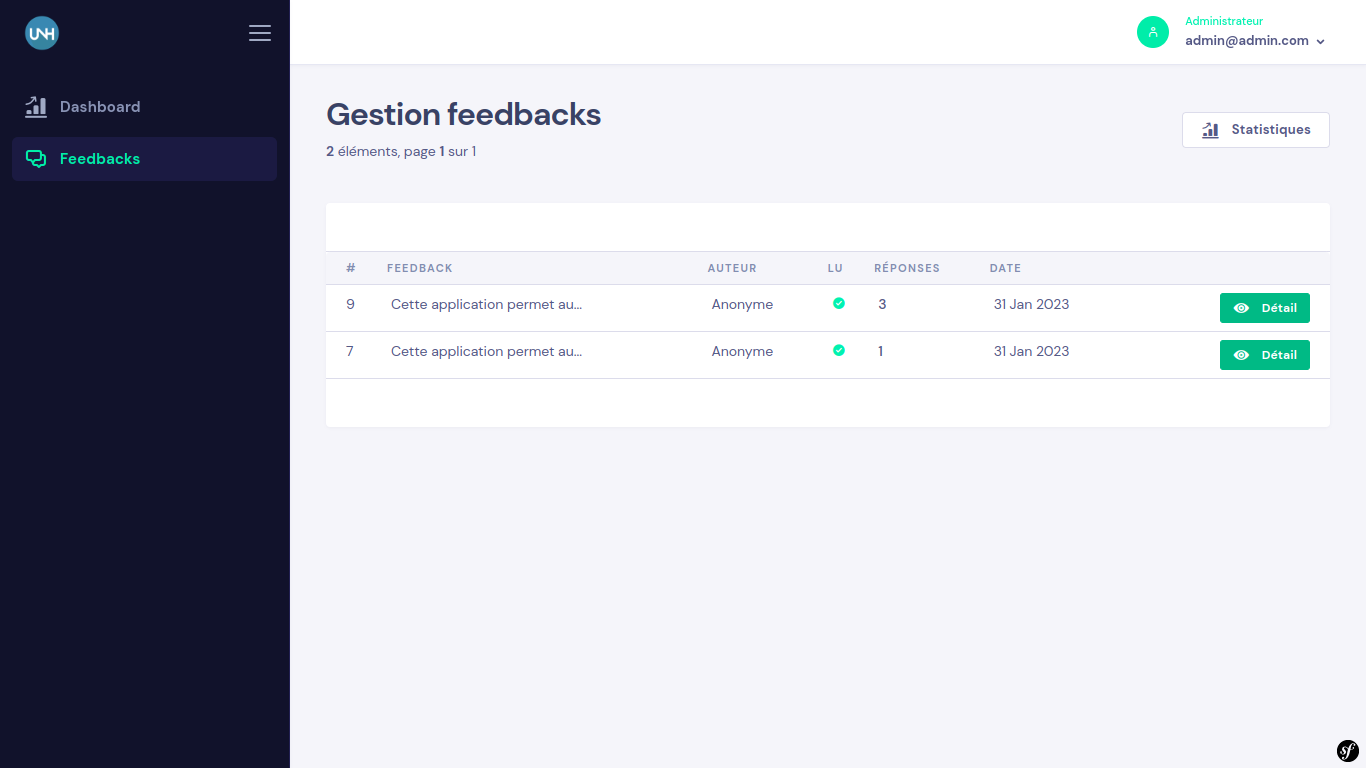 UNH
Administrateur
admin@admin.com
Dashboard
Feedbacks
Gestion feedbacks
2 éléments, page 1 sur 1
Statistiques
# FEEDBACK AUTEUR LU RÉPONSES DATE
9 Cette application permet au... Anonyme 3 31 Jan 2023 Détail
7 Cette application permet au... Anonyme 1 31 Jan 2023 Détail
sf